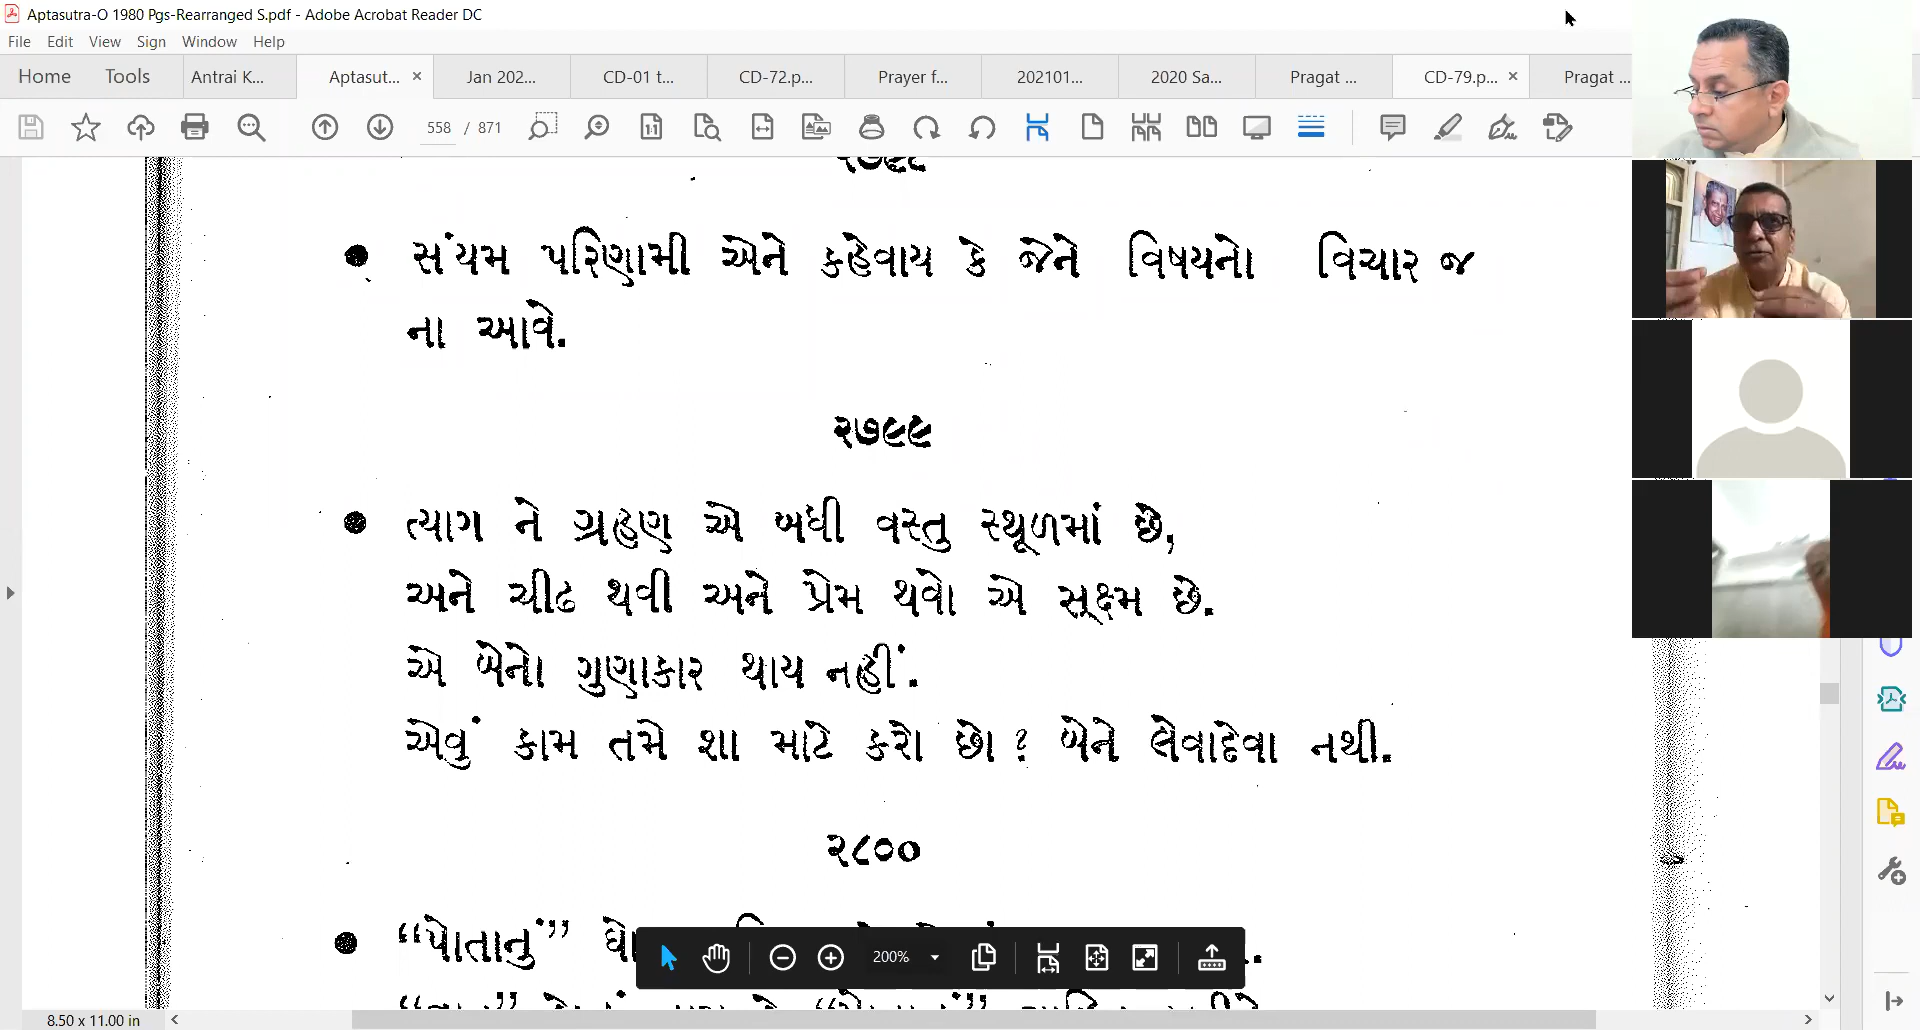 Aptasutra-O 1980 Pgs-Rearranged S.pdf - Adobe Acrobat Reader DC
File Edit View Sign Window Help
Home Tools Antrai K... Aptasut... × Jan 202... CD-01 t... CD-72.p... Prayer f... 202101... 2020 Sa... Pragat ... CD-79.p... × Pragat ...
558 / 871
સંયમ પરિણામી એને કહેવાય કે જેને વિષયનો વિચાર જ
ના આવે.
૨૭૯૯
ત્યાગ ને ગ્રહણ એ બધી વસ્તુ સ્થૂળમાં છે,
અને ચીઢ થવી અને પ્રેમ થવો એ સૂક્ષ્મ છે.
એ બેનો ગુણાકાર થાય નહીં.
એવું કામ તમે શા માટે કરો છો ? બેને લેવાદેવા નથી.
૨૮૦૦
“પોતાનું”
200%
8.50 x 11.00 in